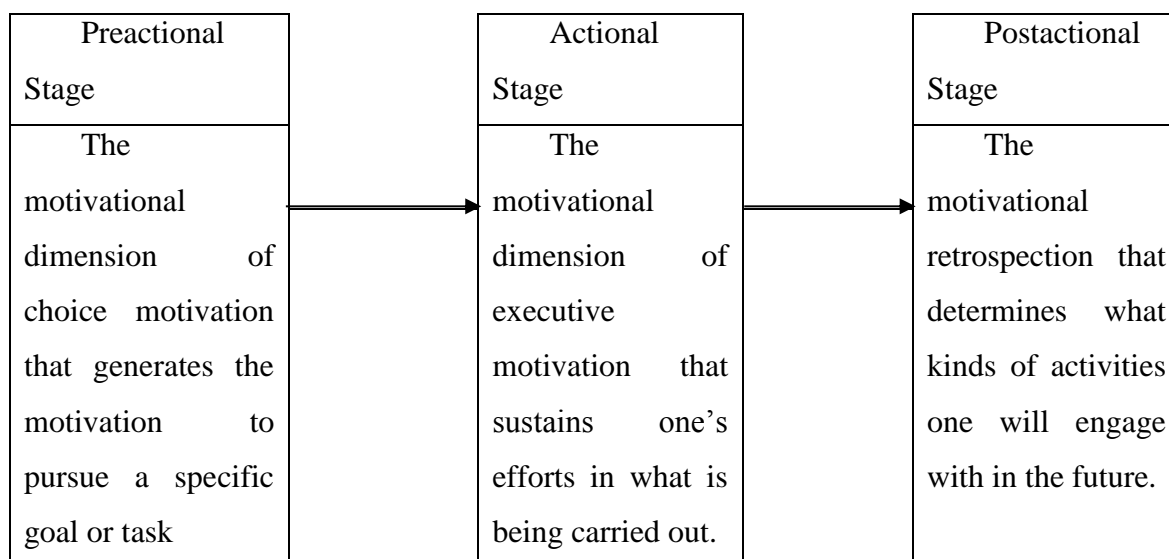 Preactional
Stage
The
motivational
dimension of
choice motivation
that generates the
motivation to
pursue a specific
goal or task
Actional
Stage
The
motivational
dimension of
executive
motivation that
sustains one’s
efforts in what is
being carried out.
Postactional
Stage
The
motivational
retrospection that
determines what
kinds of activities
one will engage
with in the future.